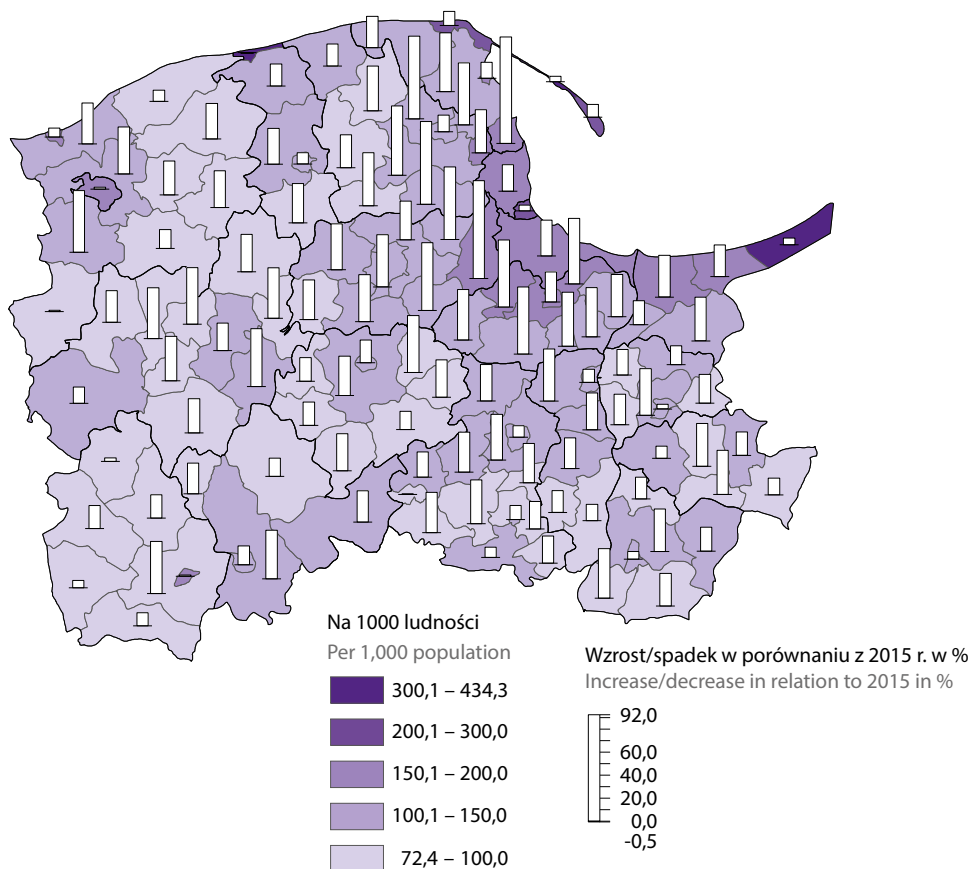 Na 1000 ludności
Per 1,000 population
300,1 – 434,3
200,1 – 300,0
150,1 – 200,0
100,1 – 150,0
72,4 – 100,0
Wzrost/spadek w porównaniu z 2015 r. w %
Increase/decrease in relation to 2015 in %
92,0
60,0
40,0
20,0
0,0
-0,5